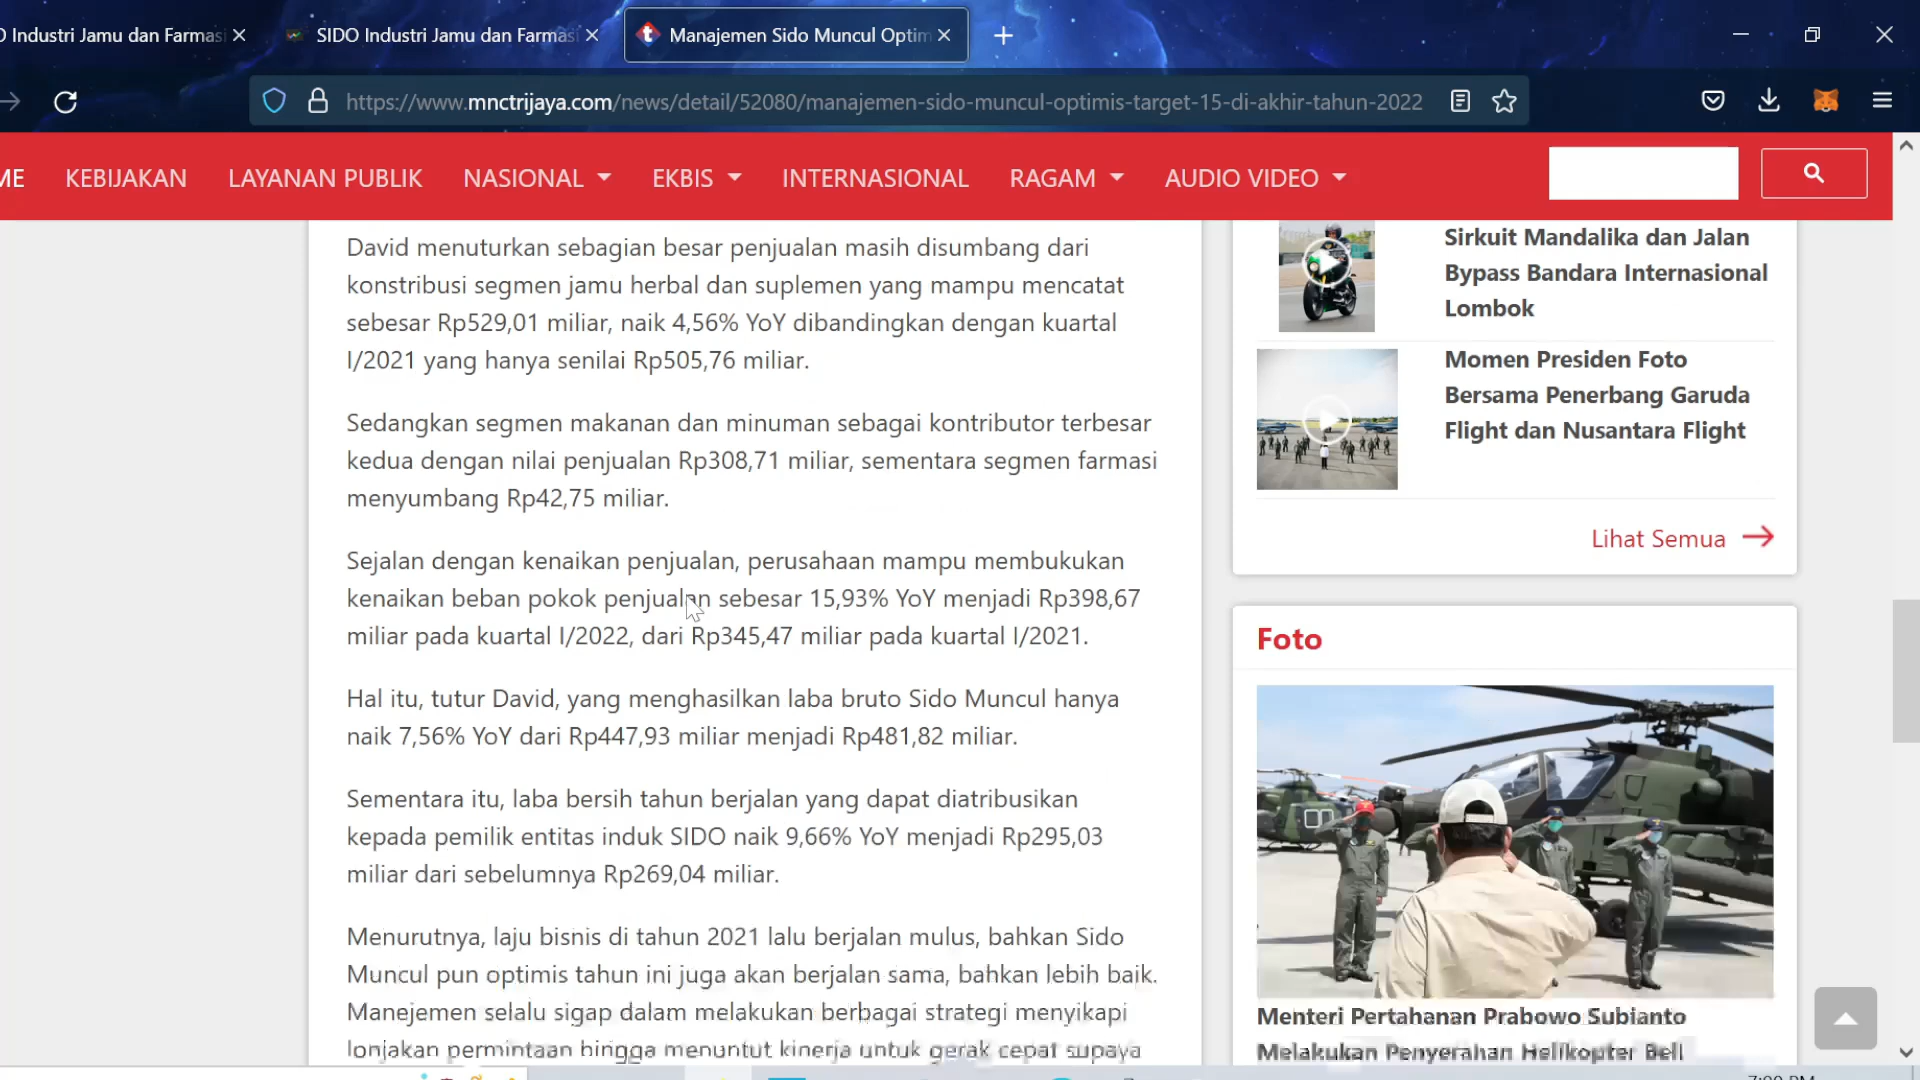 O Industri Jamu dan Farmasi
SIDO Industri Jamu dan Farmasi
Manajemen Sido Muncul Optim
https://www.mnctrijaya.com/news/detail/52080/manajemen-sido-muncul-optimis-target-15-di-akhir-tahun-2022
ME KEBIJAKAN LAYANAN PUBLIK NASIONAL EKBIS INTERNASIONAL RAGAM AUDIO VIDEO
David menuturkan sebagian besar penjualan masih disumbang dari
konstribusi segmen jamu herbal dan suplemen yang mampu mencatat
sebesar Rp529,01 miliar, naik 4,56% YoY dibandingkan dengan kuartal
I/2021 yang hanya senilai Rp505,76 miliar.
Sedangkan segmen makanan dan minuman sebagai kontributor terbesar
kedua dengan nilai penjualan Rp308,71 miliar, sementara segmen farmasi
menyumbang Rp42,75 miliar.
Sejalan dengan kenaikan penjualan, perusahaan mampu membukukan
kenaikan beban pokok penjualan sebesar 15,93% YoY menjadi Rp398,67
miliar pada kuartal I/2022, dari Rp345,47 miliar pada kuartal I/2021.
Hal itu, tutur David, yang menghasilkan laba bruto Sido Muncul hanya
naik 7,56% YoY dari Rp447,93 miliar menjadi Rp481,82 miliar.
Sementara itu, laba bersih tahun berjalan yang dapat diatribusikan
kepada pemilik entitas induk SIDO naik 9,66% YoY menjadi Rp295,03
miliar dari sebelumnya Rp269,04 miliar.
Menurutnya, laju bisnis di tahun 2021 lalu berjalan mulus, bahkan Sido
Muncul pun optimis tahun ini juga akan berjalan sama, bahkan lebih baik.
Manejemen selalu sigap dalam melakukan berbagai strategi menyikapi
lonjakan permintaan hingga menuntut kinerja untuk gerak cepat supaya
Sirkuit Mandalika dan Jalan
Bypass Bandara Internasional
Lombok
Momen Presiden Foto
Bersama Penerbang Garuda
Flight dan Nusantara Flight
Lihat Semua
Foto
Menteri Pertahanan Prabowo Subianto
Melakukan Penyerahan Helikopter Bell